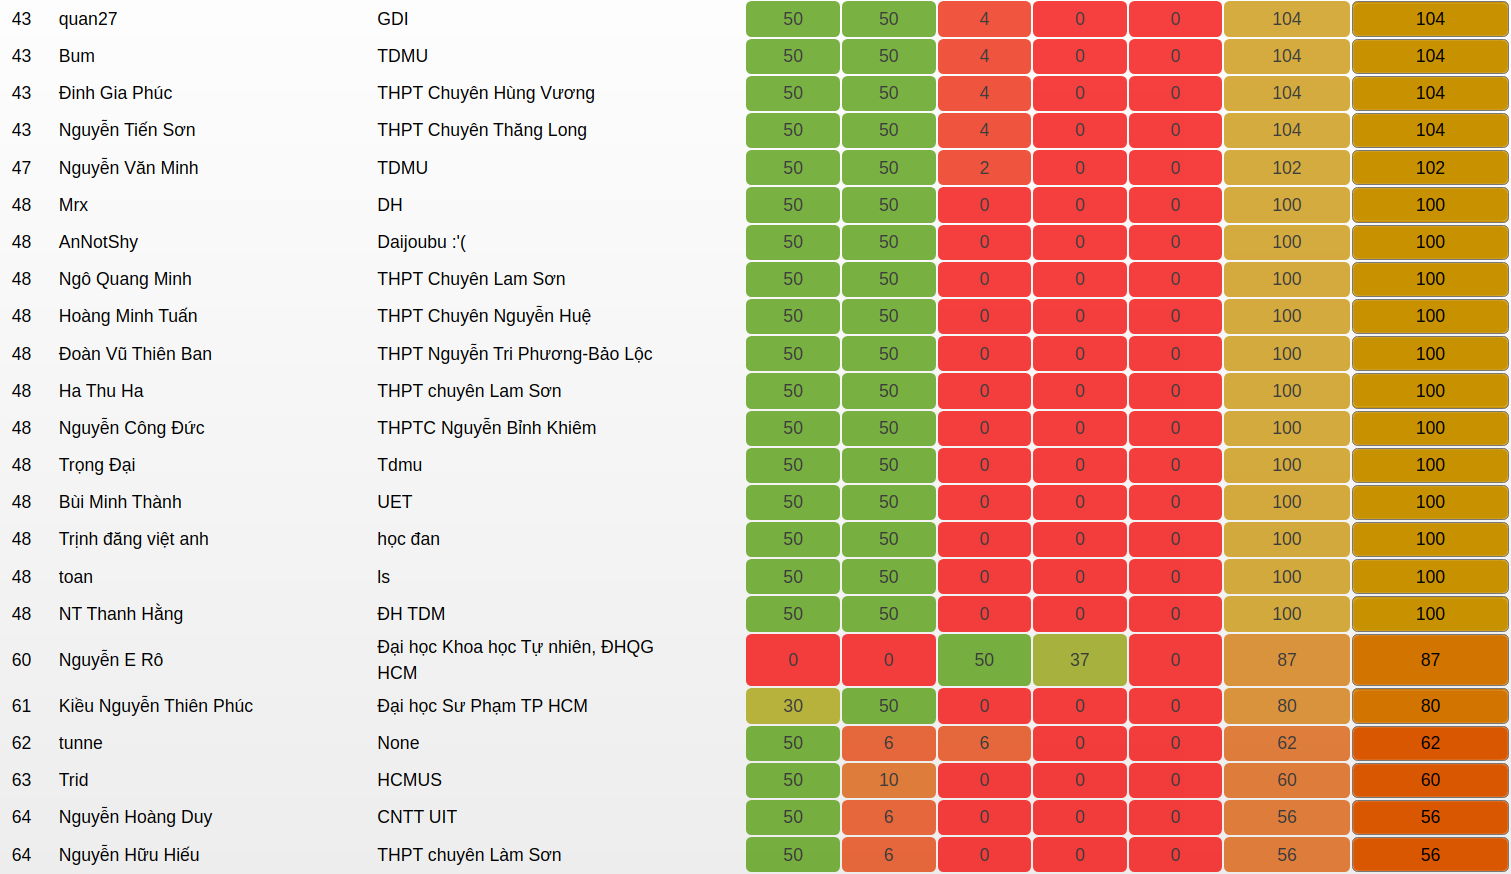 43 quan27 GDI 50 50 4 0 0 104 104
43 Bum TDMU 50 50 4 0 0 104 104
43 Đinh Gia Phúc THPT Chuyên Hùng Vương 50 50 4 0 0 104 104
43 Nguyễn Tiến Sơn THPT Chuyên Thăng Long 50 50 4 0 0 104 104
47 Nguyễn Văn Minh TDMU 50 50 2 0 0 102 102
48 Mrx DH 50 50 0 0 0 100 100
48 AnNotShy Daijoubu :'( 50 50 0 0 0 100 100
48 Ngô Quang Minh THPT Chuyên Lam Sơn 50 50 0 0 0 100 100
48 Hoàng Minh Tuấn THPT Chuyên Nguyễn Huệ 50 50 0 0 0 100 100
48 Đoàn Vũ Thiên Ban THPT Nguyễn Tri Phương-Bảo Lộc 50 50 0 0 0 100 100
48 Ha Thu Ha THPT chuyên Lam Sơn 50 50 0 0 0 100 100
48 Nguyễn Công Đức THPTC Nguyễn Bỉnh Khiêm 50 50 0 0 0 100 100
48 Trọng Đại Tdmu 50 50 0 0 0 100 100
48 Bùi Minh Thành UET 50 50 0 0 0 100 100
48 Trịnh đăng việt anh học đan 50 50 0 0 0 100 100
48 toan ls 50 50 0 0 0 100 100
48 NT Thanh Hằng ĐH TDM 50 50 0 0 0 100 100
60 Nguyễn E Rô Đại học Khoa học Tự nhiên, ĐHQG
HCM 0 0 50 37 0 87 87
61 Kiều Nguyễn Thiên Phúc Đại học Sư Phạm TP HCM 30 50 0 0 0 80 80
62 tunne None 50 6 6 0 0 62 62
63 Trid HCMUS 50 10 0 0 0 60 60
64 Nguyễn Hoàng Duy CNTT UIT 50 6 0 0 0 56 56
64 Nguyễn Hữu Hiếu THPT chuyên Làm Sơn 50 6 0 0 0 56 56